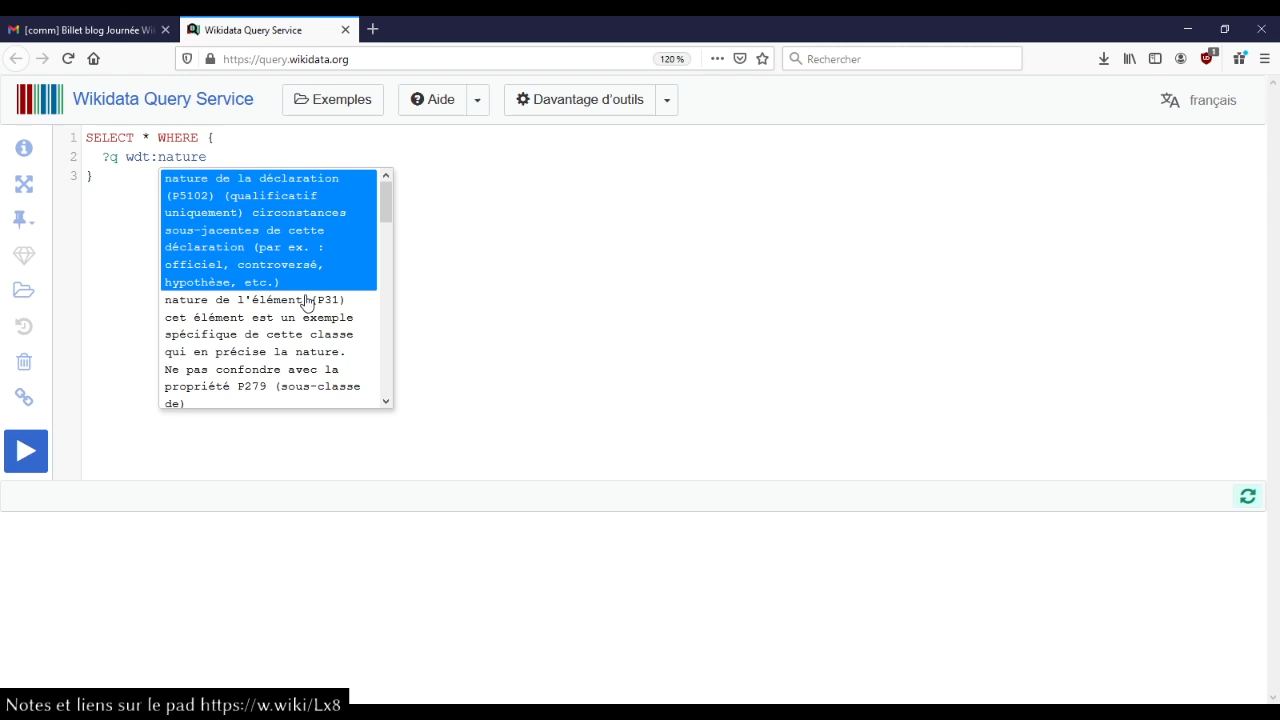 [comm] Billet blog Journée Wi
Wikidata Query Service
https://query.wikidata.org
120 %
Rechercher
1
Wikidata Query Service
Exemples
Aide
Davantage d'outils
français
1 SELECT * WHERE {
2 ?q wdt:nature
3 }
nature de la déclaration
(P5102) (qualificatif
uniquement) circonstances
sous-jacentes de cette
déclaration (par ex. :
officiel, controversé,
hypothèse, etc.)
nature de l'élément (P31)
cet élément est un exemple
spécifique de cette classe
qui en précise la nature.
Ne pas confondre avec la
propriété P279 (sous-classe
de)
Notes et liens sur le pad https://w.wiki/Lx8